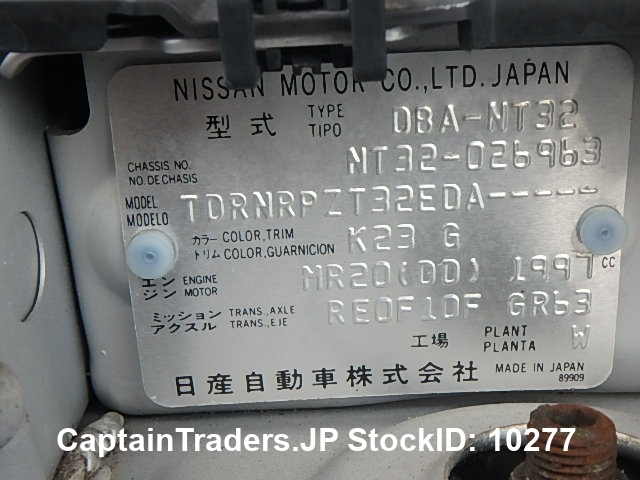 NISSAN MOTOR CO.,LTD. JAPAN
型式 TYPE TIPO DBA-NT32
CHASSIS NO. NO.DE CHASIS NT32-026963
MODEL MODELO TDRNRPZT32EDA-----
カラー COLOR,TRIM トリム COLOR,GUARNICION K23 G
エンジン ENGINE MOTOR MR20(DD) 1997 CC
ミッション TRANS.,AXLE アクスル TRANS.,EJE RE0F10F GR63
工場 PLANT PLANTA W
日産自動車株式会社 MADE IN JAPAN
89909
CaptainTraders.JP StockID: 10277